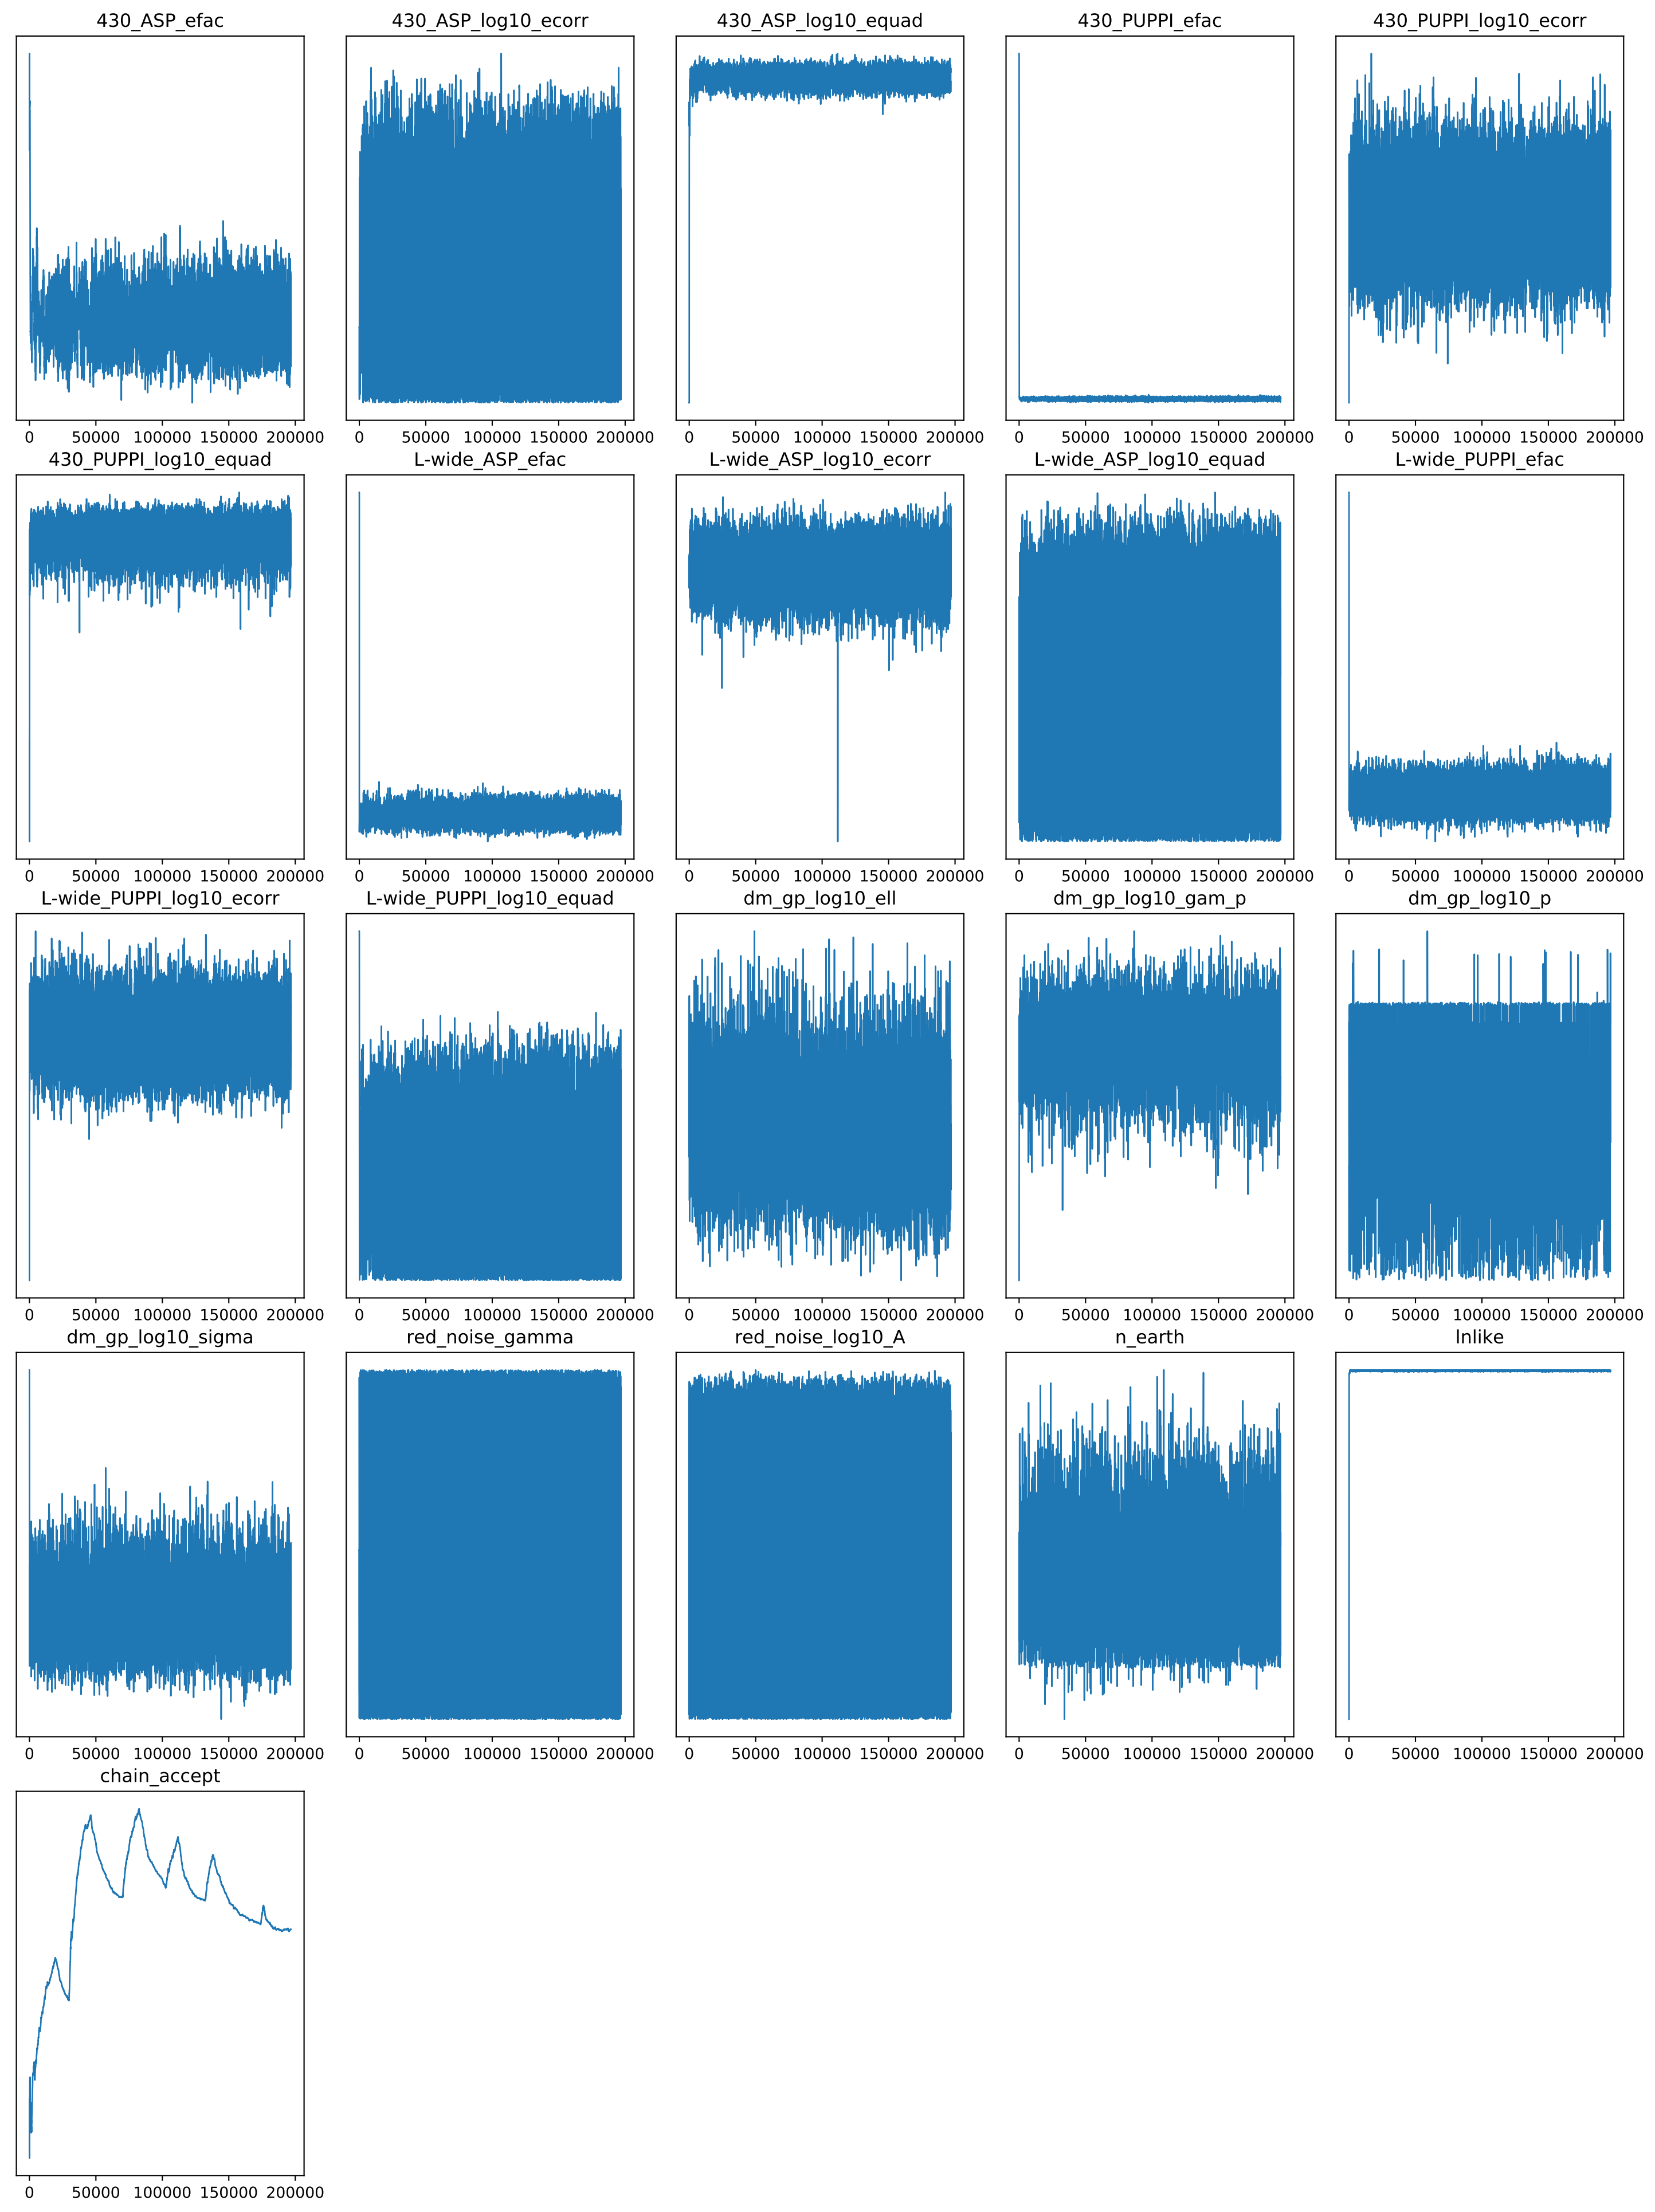 430_ASP_efac 430_ASP_log10_ecorr 430_ASP_log10_equad 430_PUPPI_efac 430_PUPPI_log10_ecorr
0 50000 100000 150000 200000 0 50000 100000 150000 200000 0 50000 100000 150000 200000 0 50000 100000 150000 200000 0 50000 100000 150000 200000
430_PUPPI_log10_equad L-wide_ASP_efac L-wide_ASP_log10_ecorr L-wide_ASP_log10_equad L-wide_PUPPI_efac
0 50000 100000 150000 200000 0 50000 100000 150000 200000 0 50000 100000 150000 200000 0 50000 100000 150000 200000 0 50000 100000 150000 200000
L-wide_PUPPI_log10_ecorr L-wide_PUPPI_log10_equad dm_gp_log10_ell dm_gp_log10_gam_p dm_gp_log10_p
0 50000 100000 150000 200000 0 50000 100000 150000 200000 0 50000 100000 150000 200000 0 50000 100000 150000 200000 0 50000 100000 150000 200000
dm_gp_log10_sigma red_noise_gamma red_noise_log10_A n_earth lnlike
0 50000 100000 150000 200000 0 50000 100000 150000 200000 0 50000 100000 150000 200000 0 50000 100000 150000 200000 0 50000 100000 150000 200000
chain_accept
0 50000 100000 150000 200000